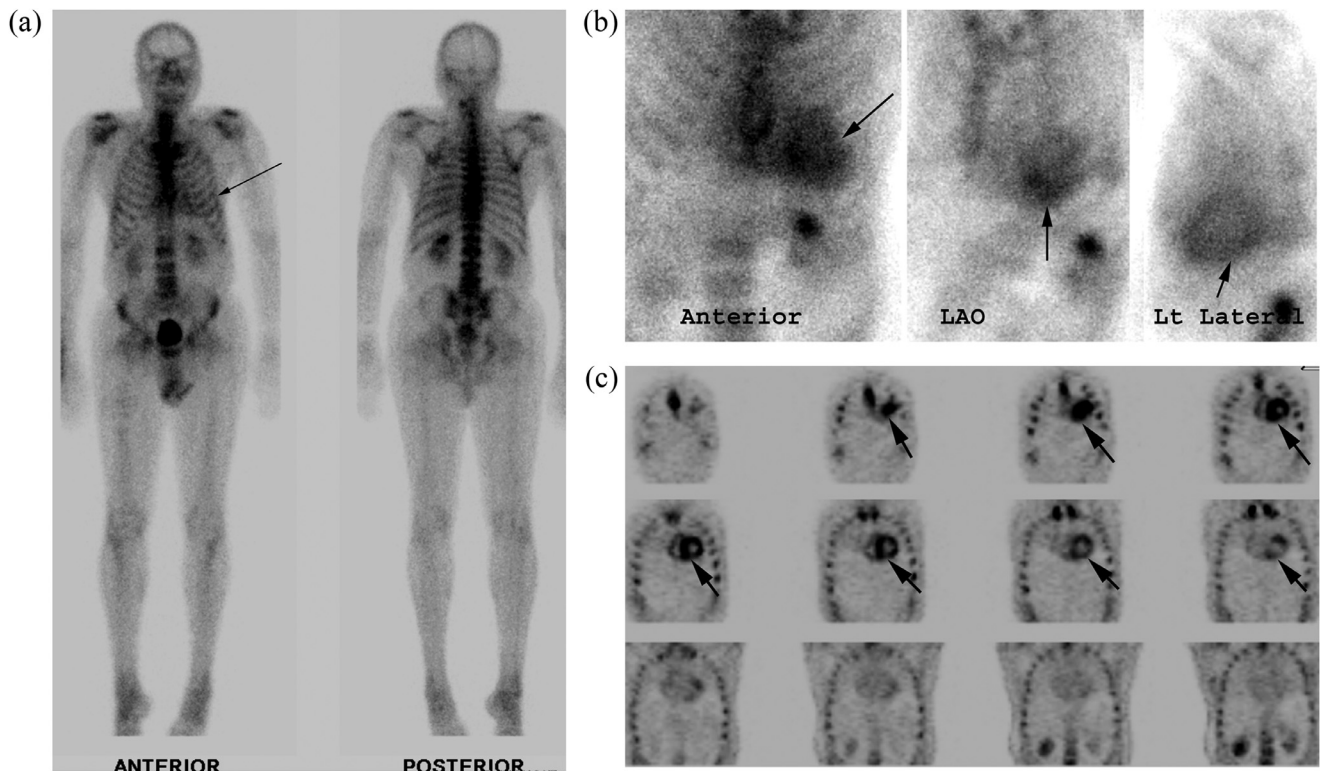 (a)
ANTERIOR
POSTERIOR
(b)
Anterior
LAO
Lt Lateral
(c)